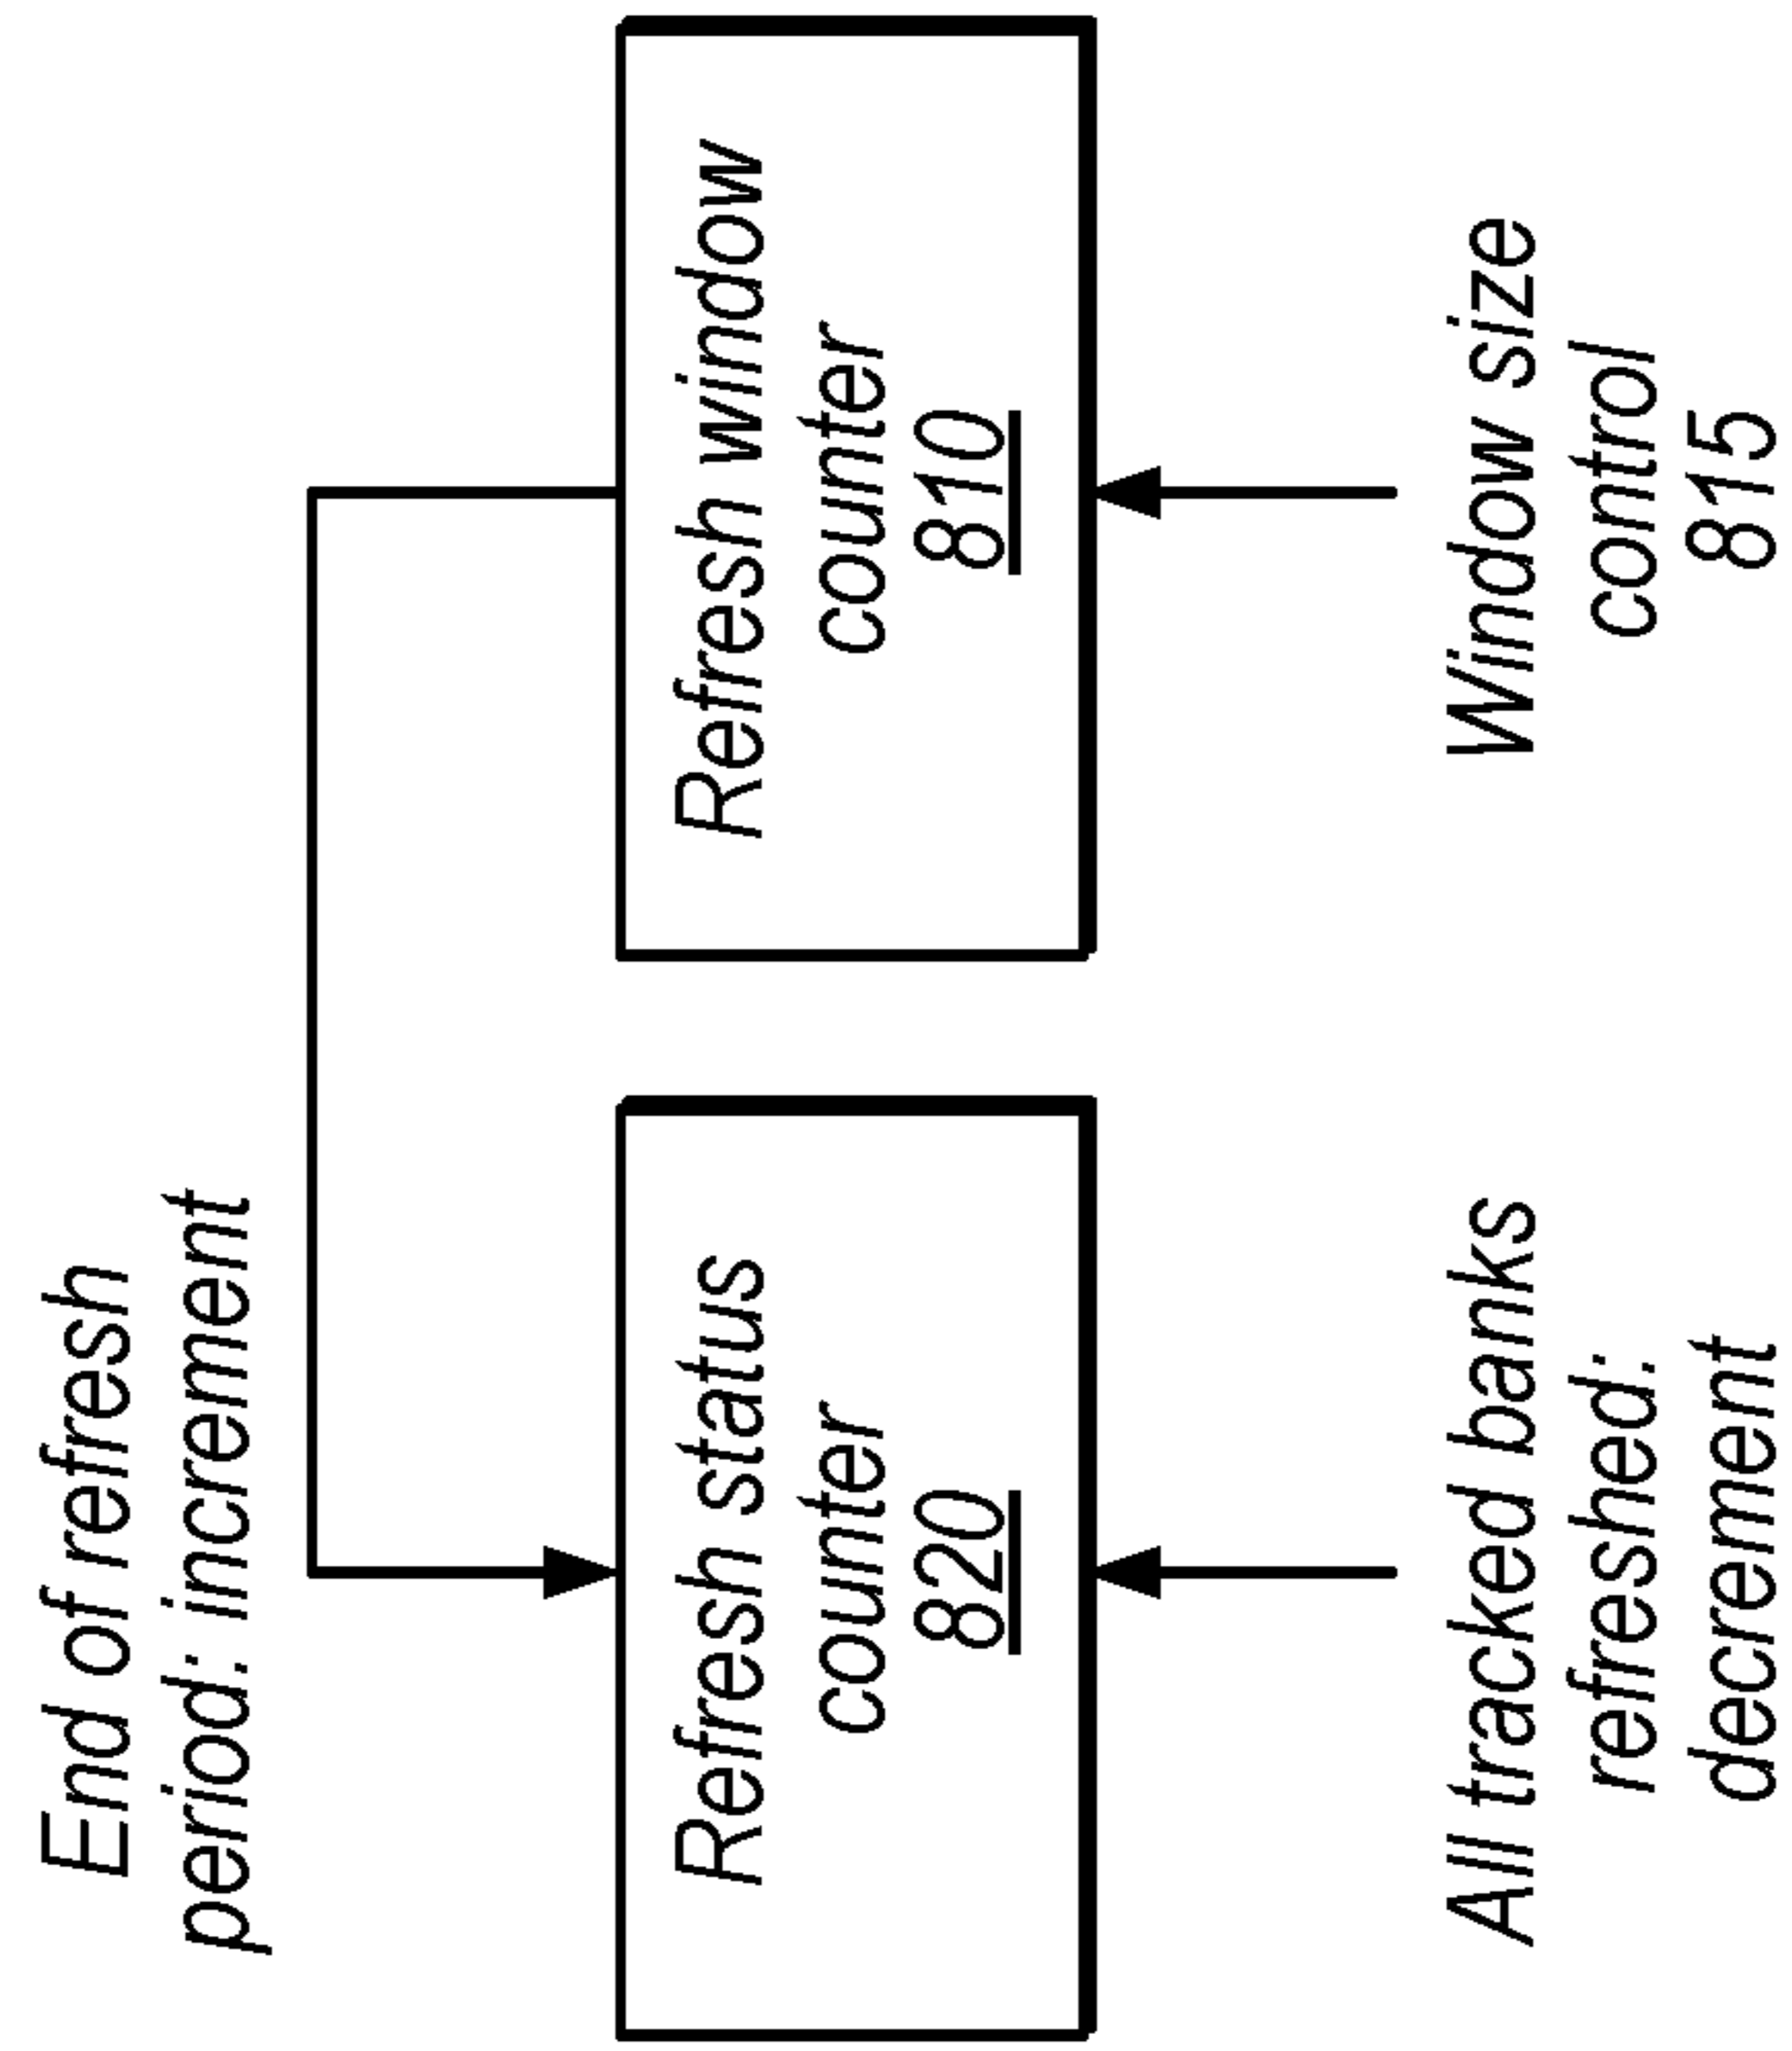 End of refresh
period: increment
Refresh status
counter
820
Refresh window
counter
810
All tracked banks
refreshed:
decrement
Window size
control
815